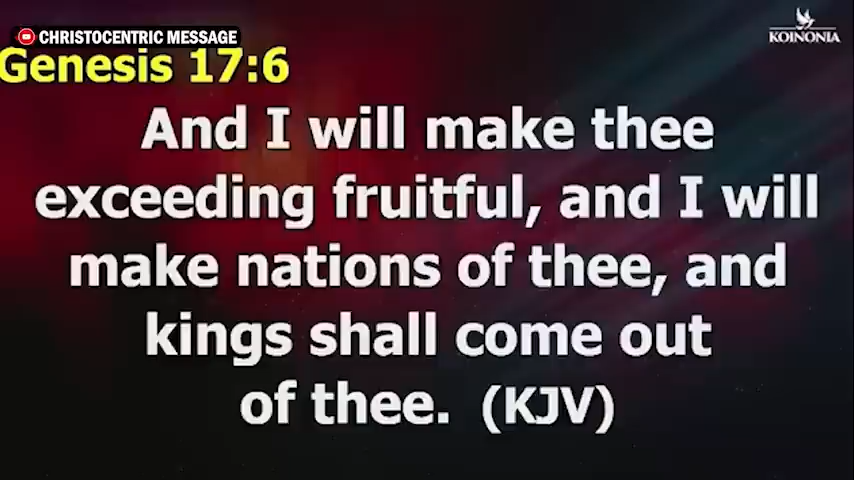 CHRISTOCENTRIC MESSAGE
KOINONIA
Genesis 17:6
And I will make thee
exceeding fruitful, and I will
make nations of thee, and
kings shall come out
of thee. (KJV)